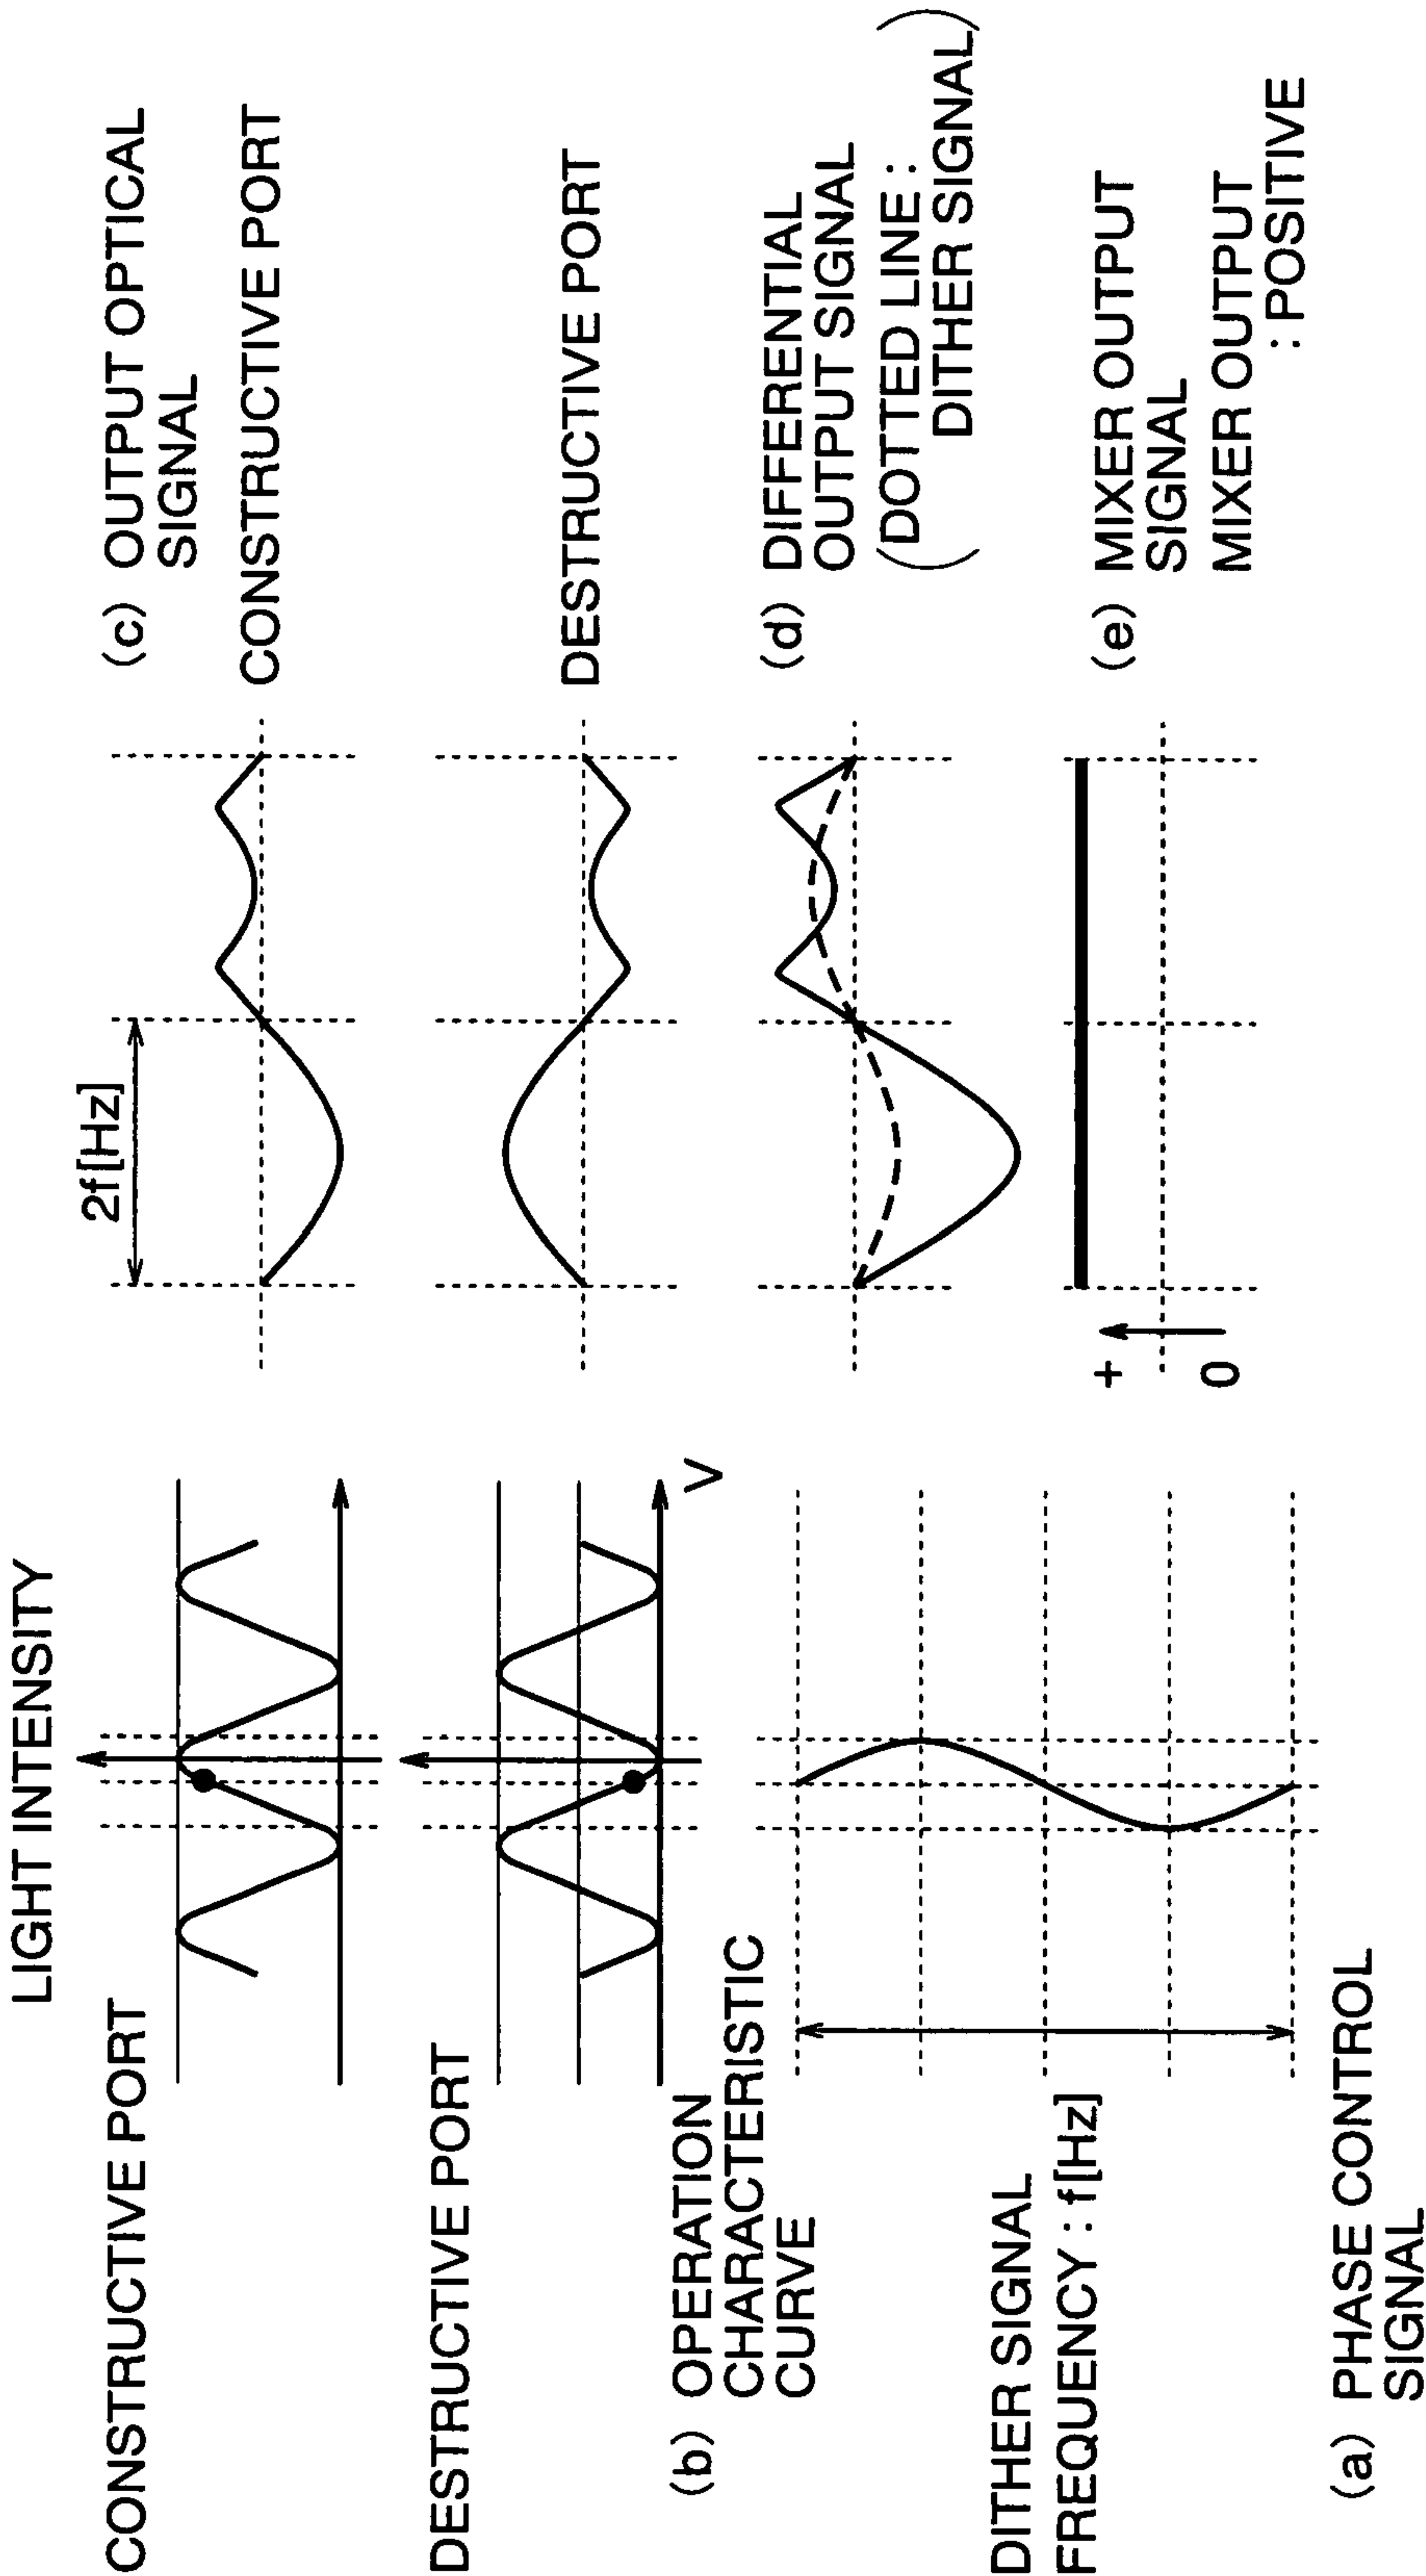 LIGHT INTENSITY
CONSTRUCTIVE PORT
DESTRUCTIVE PORT
V
(b) OPERATION
CHARACTERISTIC
CURVE
DITHER SIGNAL
FREQUENCY : f[Hz]
(a) PHASE CONTROL
SIGNAL
2f[Hz]
(c) OUTPUT OPTICAL
SIGNAL
CONSTRUCTIVE PORT
DESTRUCTIVE PORT
(d) DIFFERENTIAL
OUTPUT SIGNAL
(DOTTED LINE :
DITHER SIGNAL)
+
0
(e) MIXER OUTPUT
SIGNAL
MIXER OUTPUT
: POSITIVE